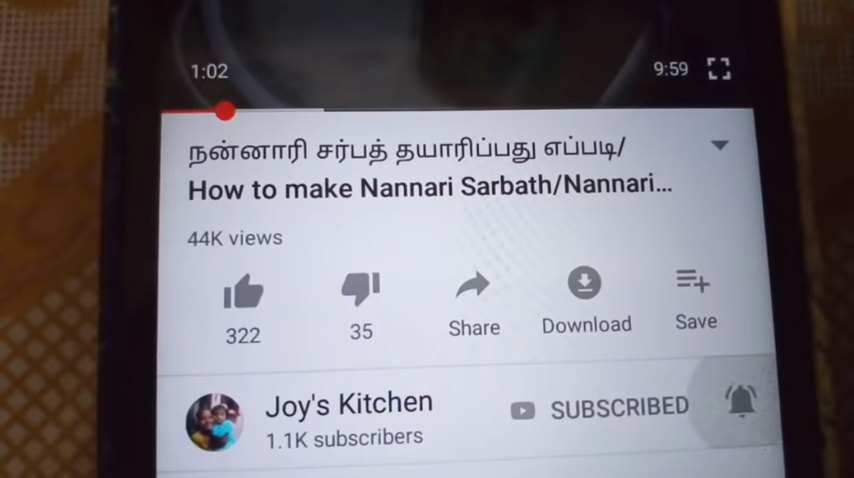 1:02 9:59
நன்னாரி சர்பத் தயாரிப்பது எப்படி/
How to make Nannari Sarbath/Nannari...
44K views
322 35 Share Download Save
Joy's Kitchen SUBSCRIBED
1.1K subscribers